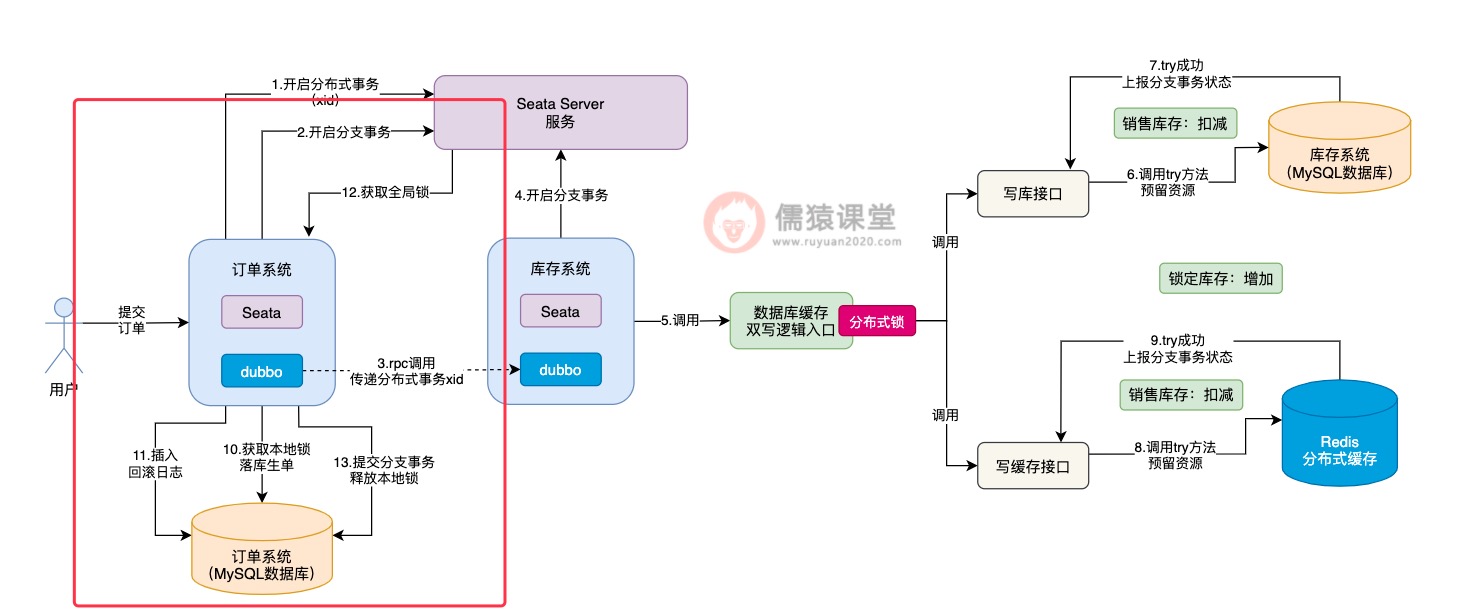 1.开启分布式事务
(xid)
Seata Server
服务
2.开启分支事务
12.获取全局锁
4.开启分支事务
7.try成功
上报分支事务状态
销售库存：扣减
库存系统
(MySQL数据库)
6.调用try方法
预留资源
写库接口
儒猿课堂
www.ruyuan2020.com
调用
订单系统
Seata
dubbo
库存系统
Seata
dubbo
提交
订单
用户
3.rpc调用
传递分布式事务xid
5.调用
数据库缓存
双写逻辑入口
分布式锁
锁定库存：增加
9.try成功
上报分支事务状态
销售库存：扣减
调用
写缓存接口
8.调用try方法
预留资源
Redis
分布式缓存
11.插入
回滚日志
10.获取本地锁
落库生单
13.提交分支事务
释放本地锁
订单系统
(MySQL数据库)